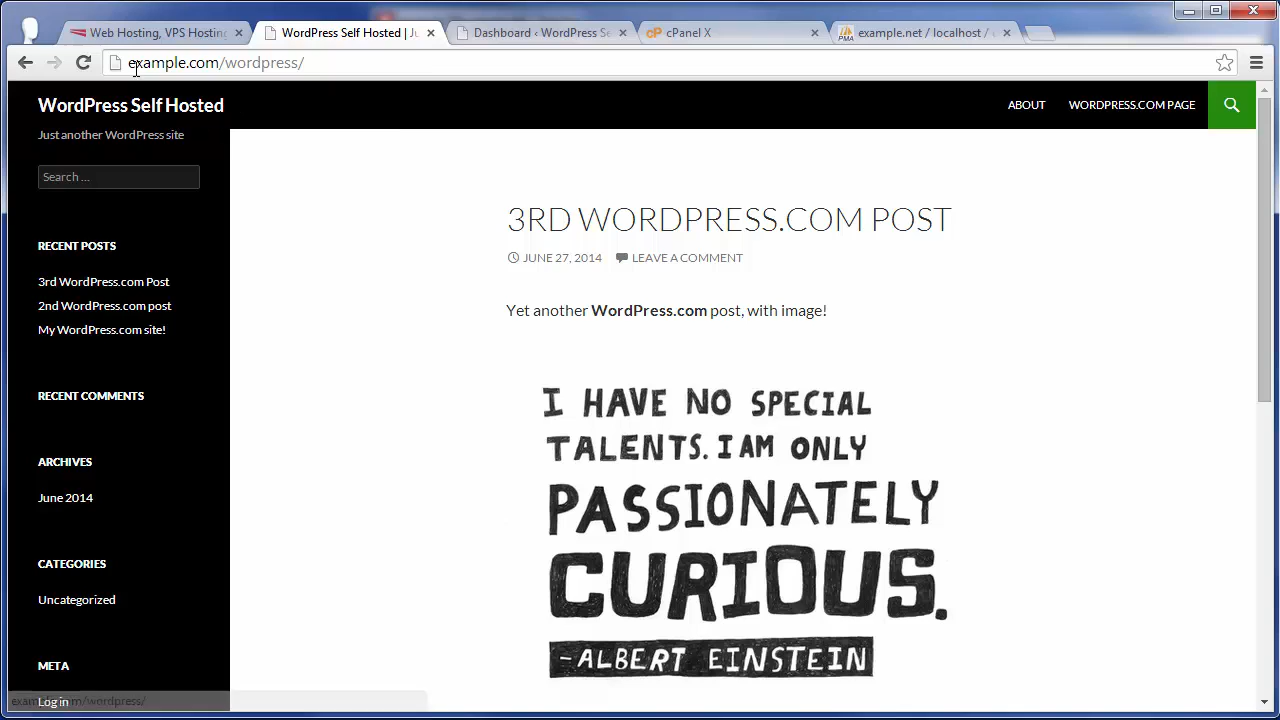 Web Hosting, VPS Hosting
WordPress Self Hosted | Ju
Dashboard ‹ WordPress Se
cPanel X
example.net / localhost /
example.com/wordpress/
WordPress Self Hosted
ABOUT
WORDPRESS.COM PAGE
Just another WordPress site
Search ...
RECENT POSTS
3rd WordPress.com Post
2nd WordPress.com post
My WordPress.com site!
RECENT COMMENTS
ARCHIVES
June 2014
CATEGORIES
Uncategorized
META
Log in
example.com/wordpress/
3RD WORDPRESS.COM POST
JUNE 27, 2014
LEAVE A COMMENT
Yet another WordPress.com post, with image!
I HAVE NO SPECIAL
TALENTS. I AM ONLY
PASSIONATELY
CURIOUS.
-ALBERT EINSTEIN